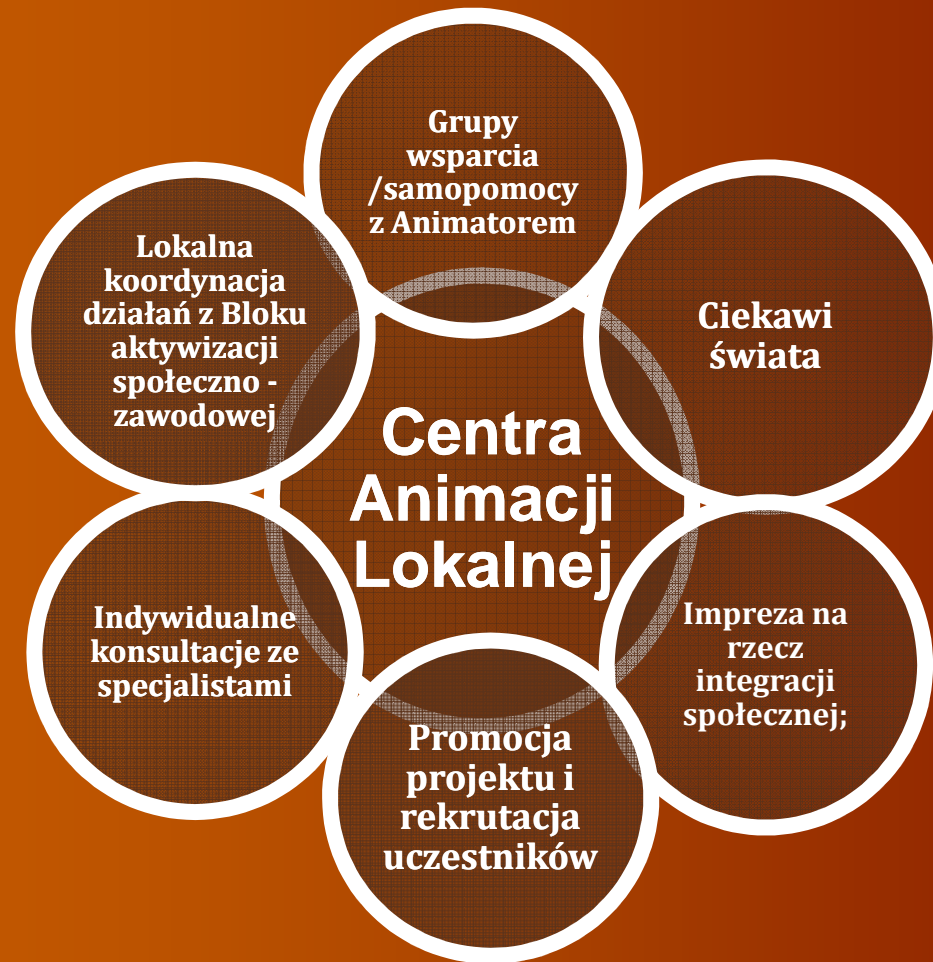 Grupy
wsparcia
/samopomocy
z Animatorem
Ciekawi
świata
Impreza na
rzecz
integracji
społecznej;
Promocja
projektu i
rekrutacja
uczestników
Indywidualne
konsultacje ze
specjalistami
Lokalna
koordynacja
działań z Bloku
aktywizacji
społeczno -
zawodowej
Centra
Animacji
Lokalnej